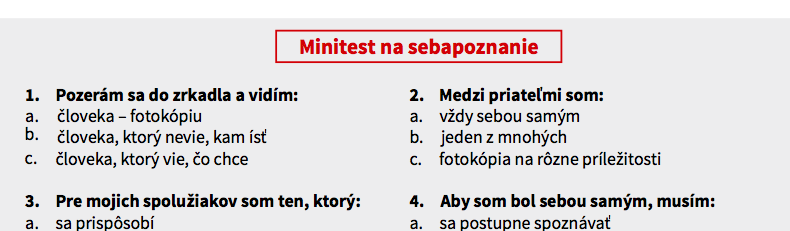 Minitest na sebapoznanie
1. Pozerám sa do zrkadla a vidím:
a. človeka – fotokópiu
b. človeka, ktorý nevie, kam ísť
c. človeka, ktorý vie, čo chce
2. Medzi priateľmi som:
a. vždy sebou samým
b. jeden z mnohých
c. fotokópia na rôzne príležitosti
3. Pre mojich spolužiakov som ten, ktorý:
a. sa prispôsobí
4. Aby som bol sebou samým, musím:
a. sa postupne spoznávať